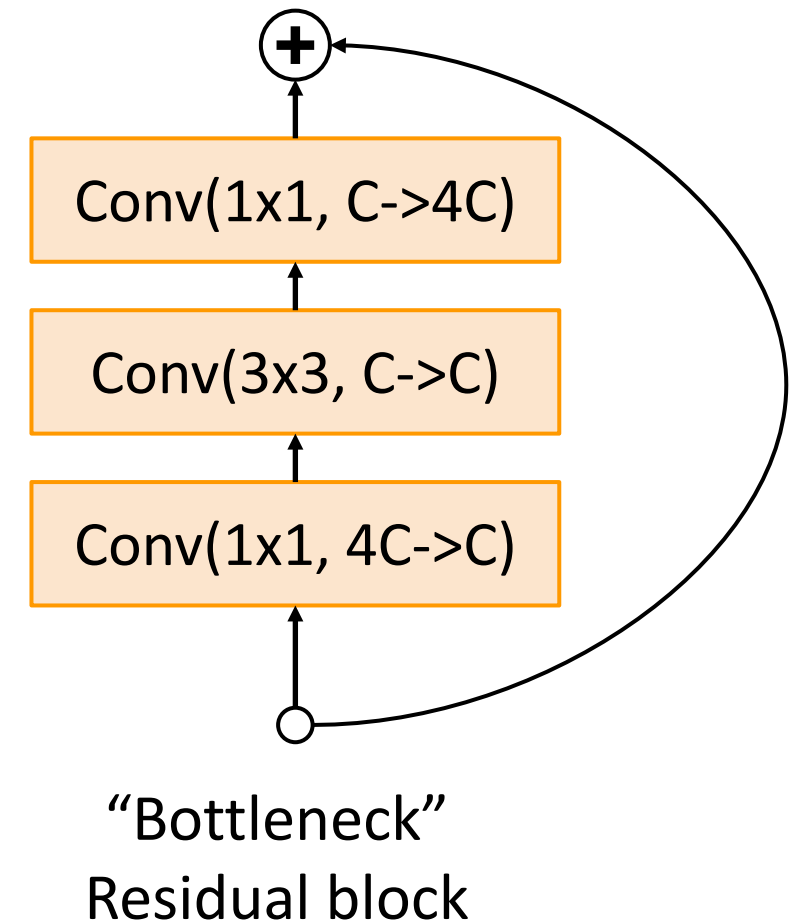 +
Conv(1x1, C->4C)
Conv(3x3, C->C)
Conv(1x1, 4C->C)
“Bottleneck”
Residual block